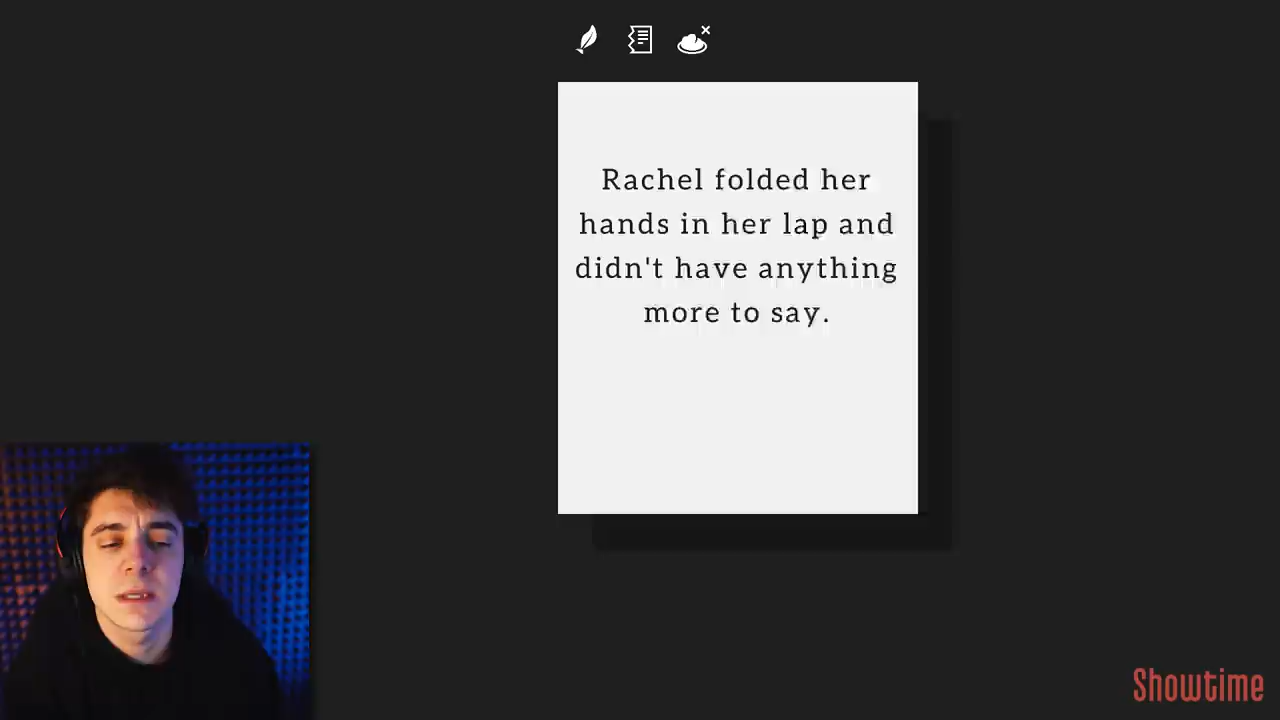 Rachel folded her
hands in her lap and
didn't have anything
more to say.
Showtime